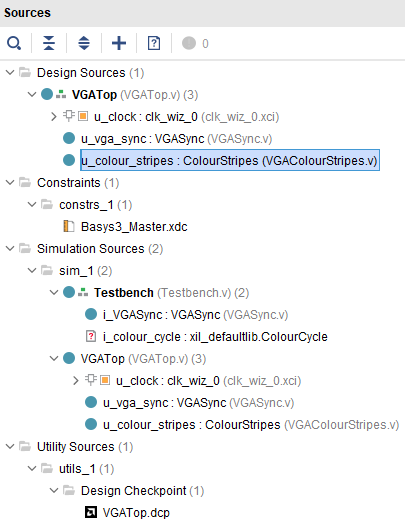 Sources
0
Design Sources (1)
VGATop (VGATop.v) (3)
u_clock : clk_wiz_0 (clk_wiz_0.xci)
u_vga_sync : VGASync (VGASync.v)
u_colour_stripes : ColourStripes (VGAColourStripes.v)
Constraints (1)
constrs_1 (1)
Basys3_Master.xdc
Simulation Sources (2)
sim_1 (2)
Testbench (Testbench.v) (2)
i_VGASync : VGASync (VGASync.v)
i_colour_cycle : xil_defaultlib.ColourCycle
VGATop (VGATop.v) (3)
u_clock : clk_wiz_0 (clk_wiz_0.xci)
u_vga_sync : VGASync (VGASync.v)
u_colour_stripes : ColourStripes (VGAColourStripes.v)
Utility Sources (1)
utils_1 (1)
Design Checkpoint (1)
VGATop.dcp